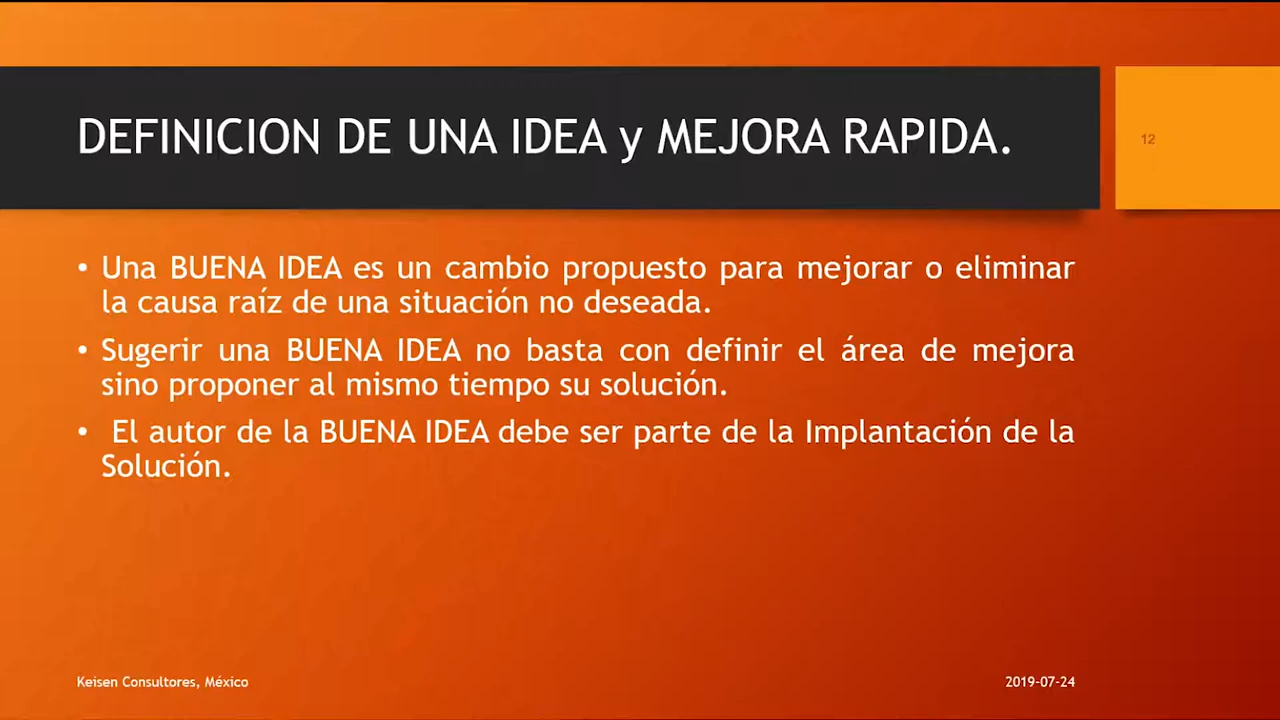 DEFINICION DE UNA IDEA y MEJORA RAPIDA.
12
• Una BUENA IDEA es un cambio propuesto para mejorar o eliminar
la causa raíz de una situación no deseada.
• Sugerir una BUENA IDEA no basta con definir el área de mejora
sino proponer al mismo tiempo su solución.
• El autor de la BUENA IDEA debe ser parte de la Implantación de la
Solución.
Keisen Consultores, México
2019-07-24